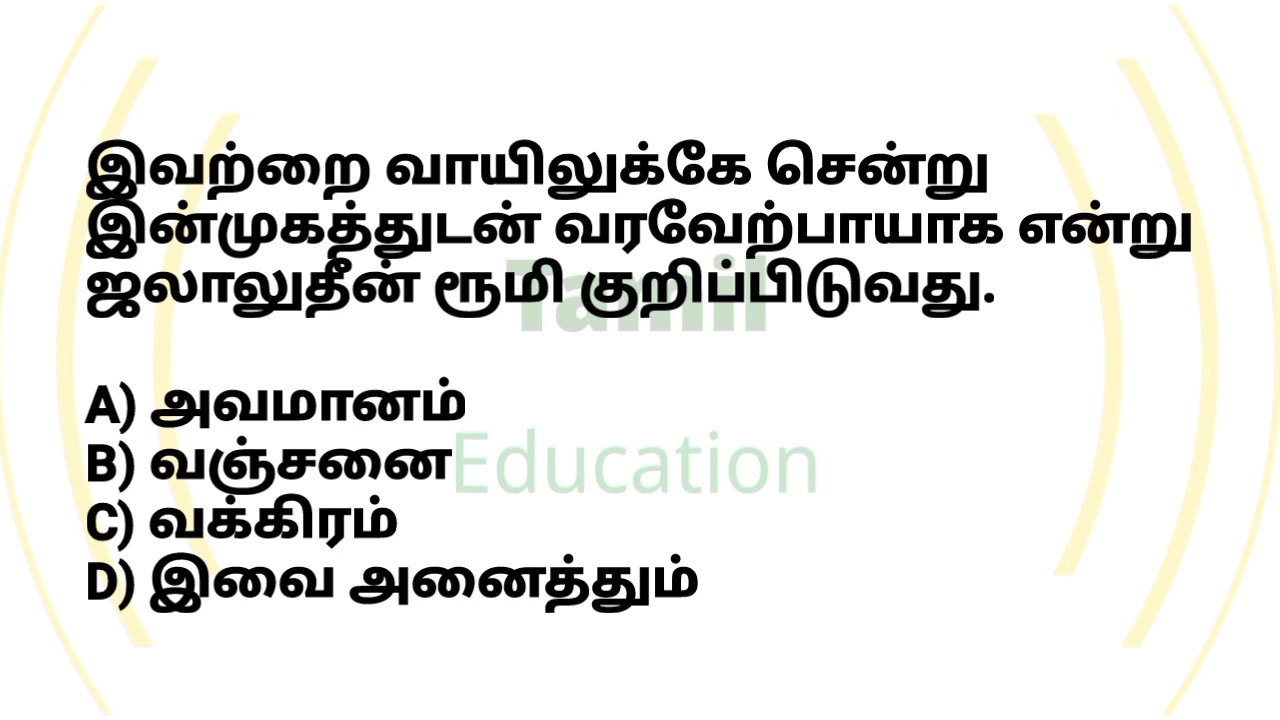 இவற்றை வாயிலுக்கே சென்று
இன்முகத்துடன் வரவேற்பாயாக என்று
ஜலாலுதீன் ரூமி குறிப்பிடுவது.
Tamil
A) அவமானம்
B) வஞ்சனை
Education
C) வக்கிரம்
D) இவை அனைத்தும்